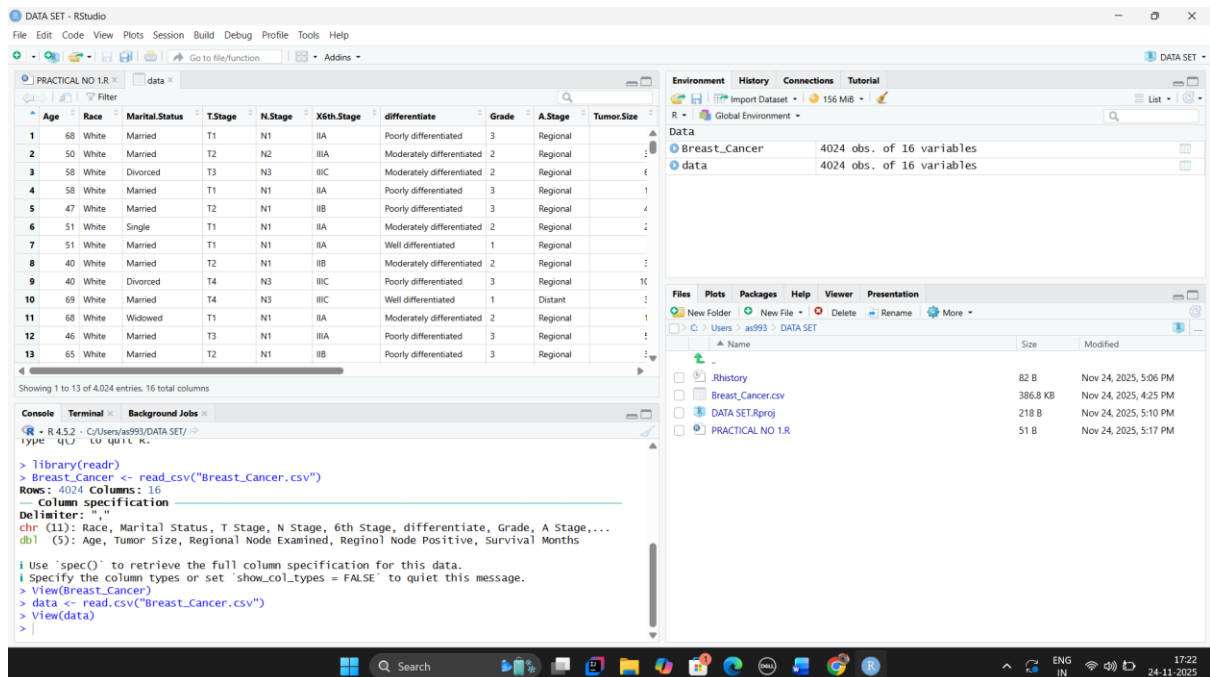 DATA SET - RStudio
File Edit Code View Plots Session Build Debug Profile Tools Help
Go to file/function Addins DATA SET
PRACTICAL NO 1.R data
Filter
Age Race Marital.Status T.Stage N.Stage X6th.Stage differentiate Grade A.Stage Tumor.Size
1 68 White Married T1 N1 IIA Poorly differentiated 3 Regional
2 50 White Married T2 N2 IIIA Moderately differentiated 2 Regional
3 58 White Divorced T3 N3 IIIC Moderately differentiated 2 Regional
4 58 White Married T1 N1 IIA Poorly differentiated 3 Regional
5 47 White Married T2 N1 IIB Poorly differentiated 3 Regional
6 51 White Single T1 N1 IIA Moderately differentiated 2 Regional
7 51 White Married T1 N1 IIA Well differentiated 1 Regional
8 40 White Married T2 N1 IIB Moderately differentiated 2 Regional
9 40 White Divorced T4 N3 IIIC Poorly differentiated 3 Regional
10 69 White Married T4 N3 IIIC Well differentiated 1 Distant
11 68 White Widowed T1 N1 IIA Moderately differentiated 2 Regional
12 46 White Married T3 N1 IIIA Poorly differentiated 3 Regional
13 65 White Married T2 N1 IIB Poorly differentiated 3 Regional
Showing 1 to 13 of 4,024 entries, 16 total columns
Console Terminal Background Jobs
R 4.5.2 · C:/Users/as993/DATA SET/
Type 'q()' to quit R.
> library(readr)
> Breast_Cancer <- read_csv("Breast_Cancer.csv")
Rows: 4024 Columns: 16
── Column specification
Delimiter: ","
chr (11): Race, Marital Status, T Stage, N Stage, 6th Stage, differentiate, Grade, A Stage,...
dbl (5): Age, Tumor Size, Regional Node Examined, Reginol Node Positive, Survival Months
i Use `spec()` to retrieve the full column specification for this data.
i Specify the column types or set `show_col_types = FALSE` to quiet this message.
> View(Breast_Cancer)
> data <- read.csv("Breast_Cancer.csv")
> View(data)
>
Environment History Connections Tutorial
Import Dataset 156 MiB List
R Global Environment
Data
Breast_Cancer 4024 obs. of 16 variables
data 4024 obs. of 16 variables
Files Plots Packages Help Viewer Presentation
New Folder New File Delete Rename More
C: > Users > as993 > DATA SET
Name Size Modified
..
.Rhistory 82 B Nov 24, 2025, 5:06 PM
Breast_Cancer.csv 386.8 KB Nov 24, 2025, 4:25 PM
DATA SET.Rproj 218 B Nov 24, 2025, 5:10 PM
PRACTICAL NO 1.R 51 B Nov 24, 2025, 5:17 PM
Search
ENG
IN
17:22
24-11-2025